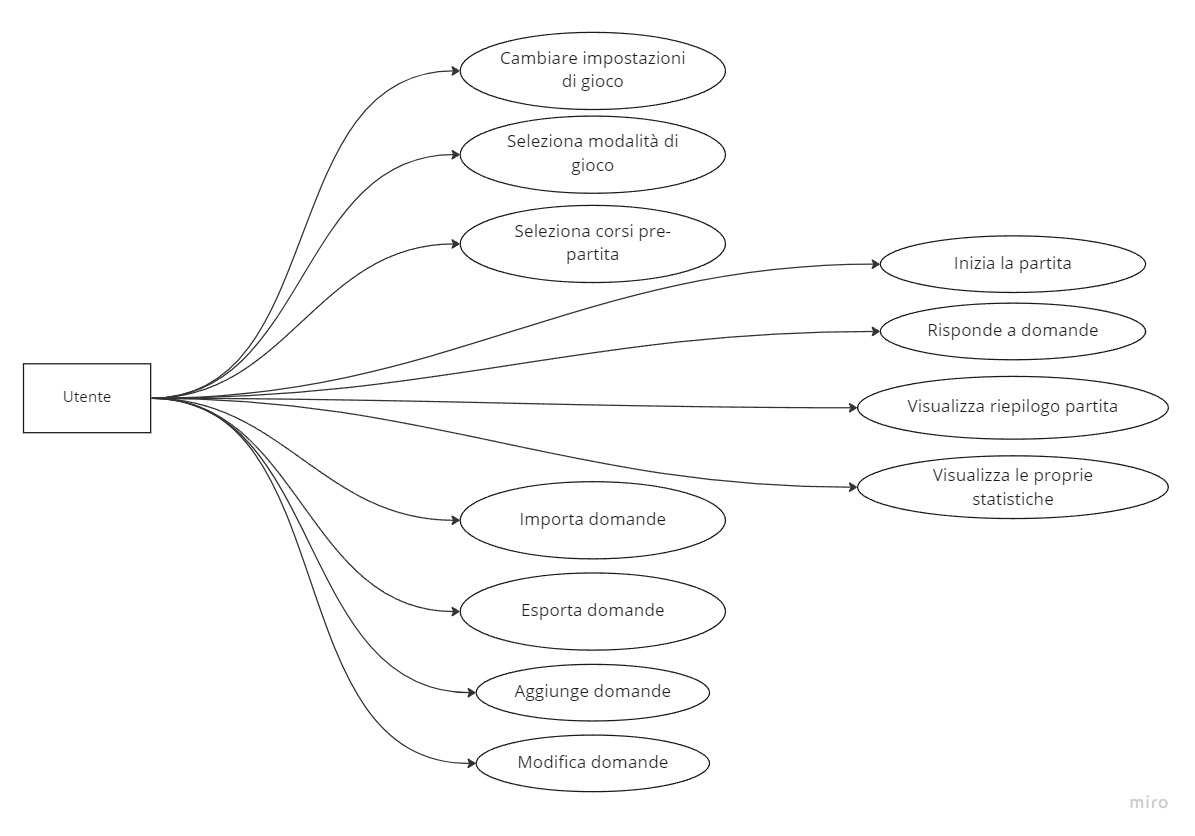 Cambiare impostazioni
di gioco
Seleziona modalità di
gioco
Seleziona corsi pre-
partita
Inizia la partita
Risponde a domande
Utente
Visualizza riepilogo partita
Visualizza le proprie
statistiche
Importa domande
Esporta domande
Aggiunge domande
Modifica domande
miro